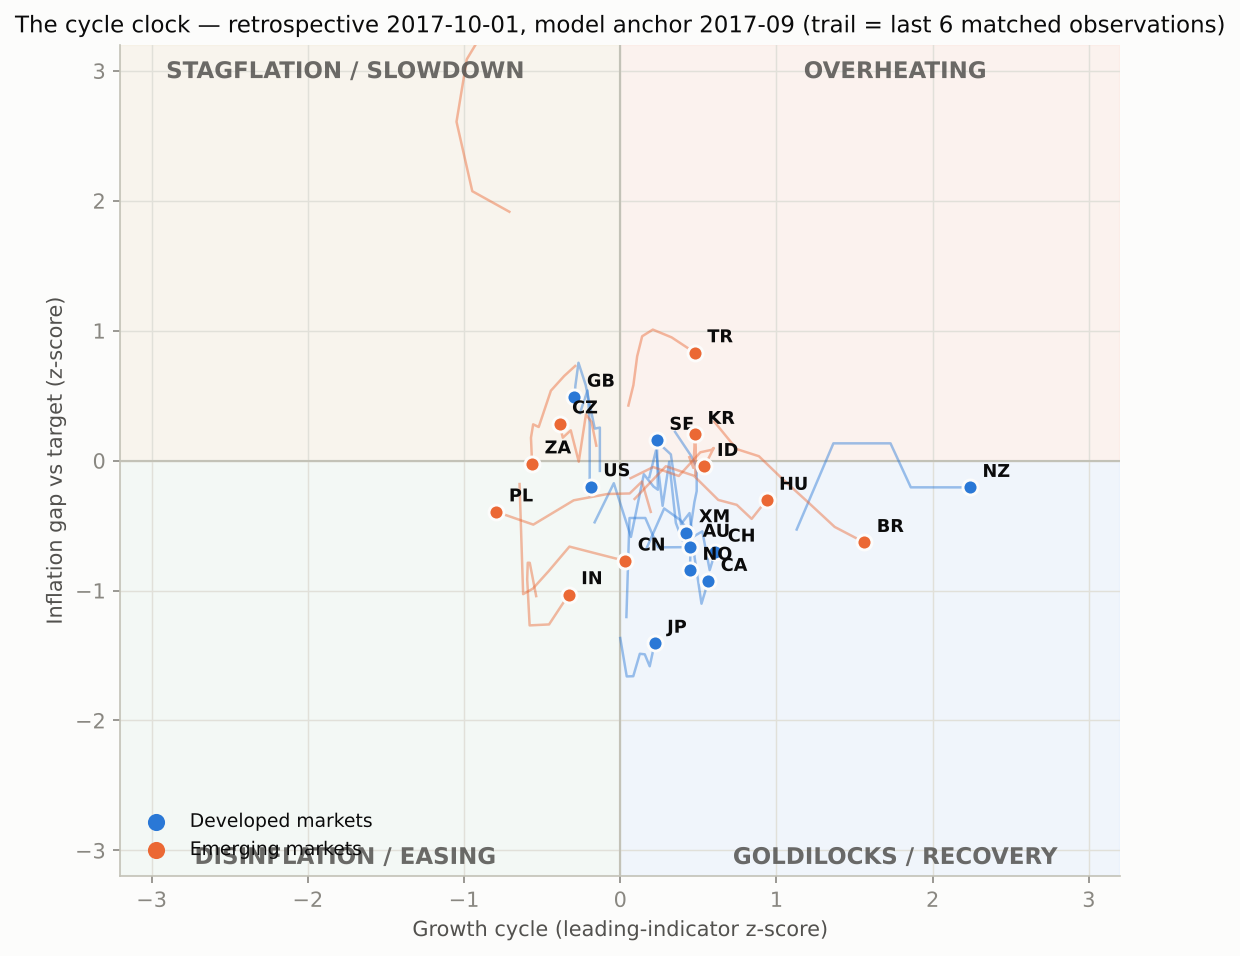 The cycle clock — retrospective 2017-10-01, model anchor 2017-09 (trail = last 6 matched observations)
STAGFLATION / SLOWDOWN
OVERHEATING
3
2
1
0
−1
−2
−3
Inflation gap vs target (z-score)
TR
GB
CZ
SE
KR
ZA
ID
US
NZ
HU
PL
XM
BR
AU
CH
CN
NO
CA
IN
JP
Developed markets
Emerging markets
DISINFLATION / EASING
GOLDILOCKS / RECOVERY
−3
−2
−1
0
1
2
3
Growth cycle (leading-indicator z-score)